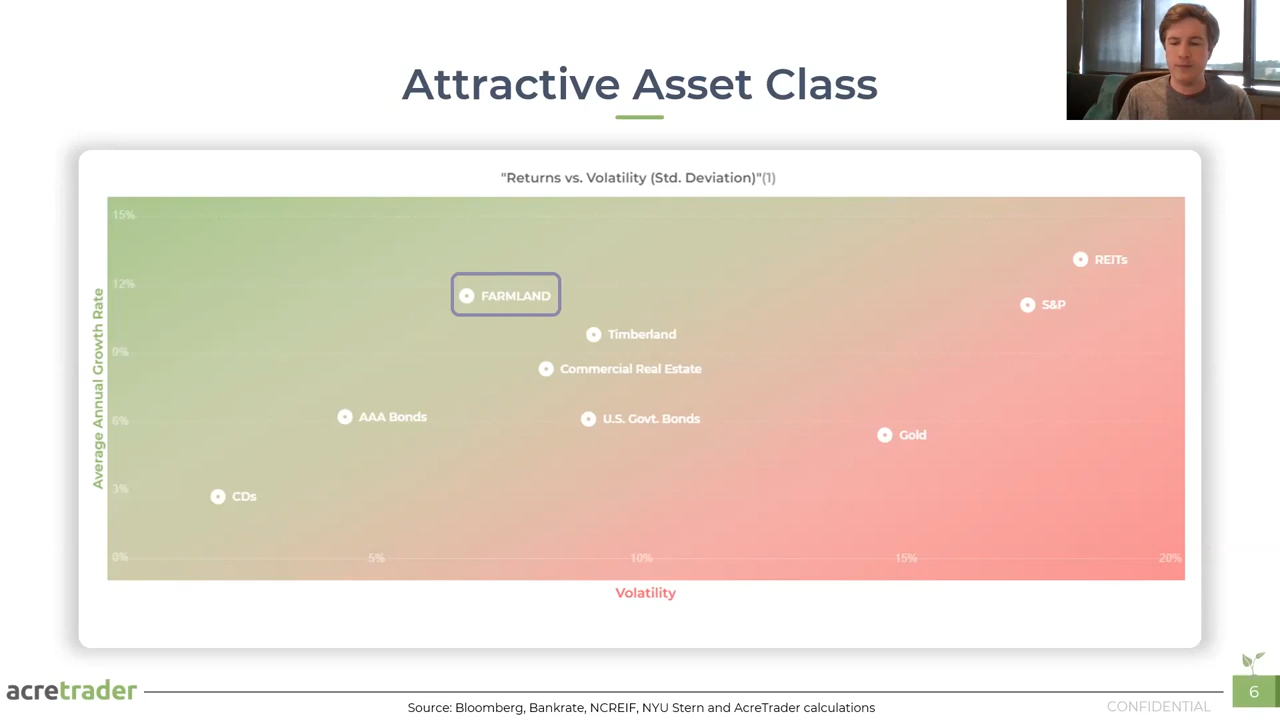 Attractive Asset Class
"Returns vs. Volatility (Std. Deviation)"(1)
15%
REITs
12%
FARMLAND
S&P
Timberland
9%
Commercial Real Estate
AAA Bonds
6%
U.S. Govt. Bonds
Gold
3%
CDs
0%
5%
10%
15%
20%
Average Annual Growth Rate
Volatility
acretrader
6
Source: Bloomberg, Bankrate, NCREIF, NYU Stern and AcreTrader calculations
CONFIDENTIAL